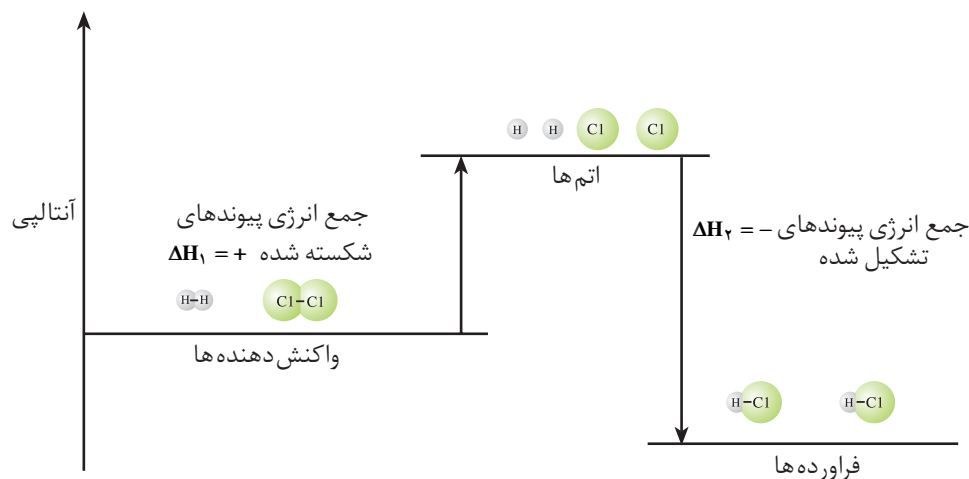 H H Cl Cl
اتم‌ها
آنتالپی
جمع انرژی پیوندهای
شکسته شده ΔH۱ = +
جمع انرژی پیوندهای ΔH۲ = −
تشکیل شده
H–H Cl–Cl
واکنش‌دهنده‌ها
H–Cl H–Cl
فراورده‌ها